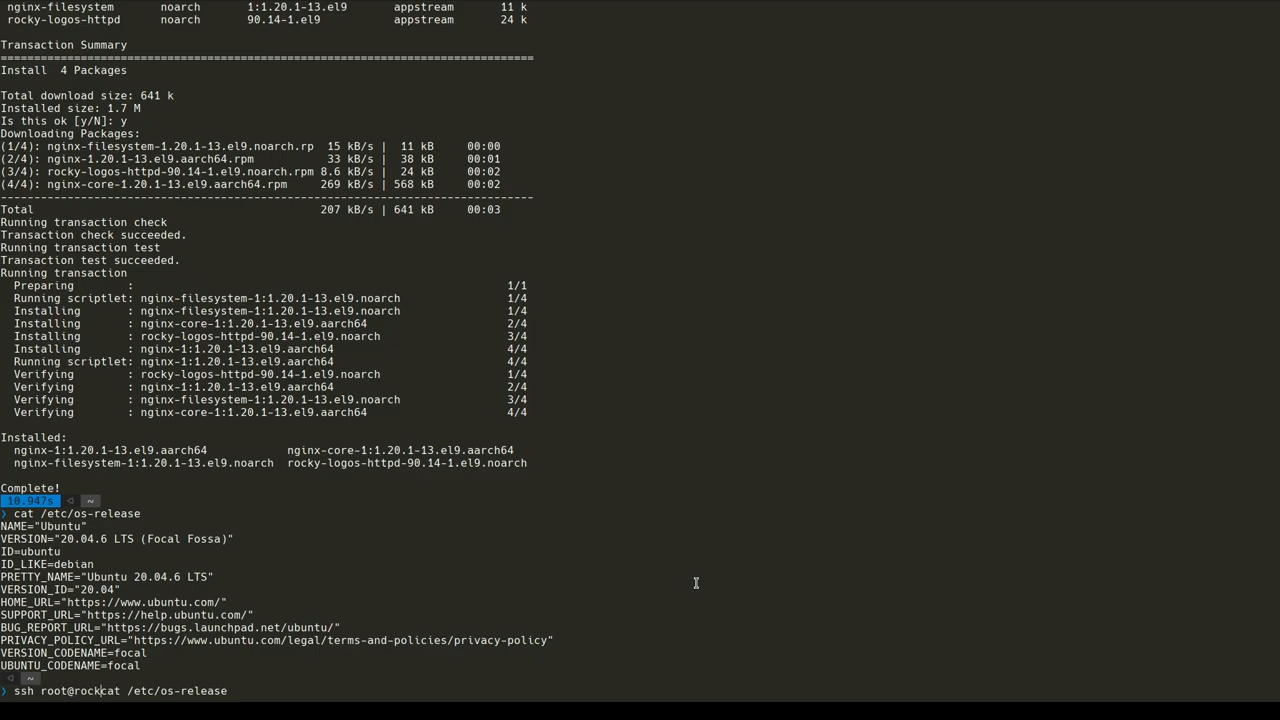 nginx-filesystem noarch 1:1.20.1-13.el9 appstream 11 k
rocky-logos-httpd noarch 90.14-1.el9 appstream 24 k
Transaction Summary
================================================================================
Install 4 Packages
Total download size: 641 k
Installed size: 1.7 M
Is this ok [y/N]: y
Downloading Packages:
(1/4): nginx-filesystem-1.20.1-13.el9.noarch.rp 15 kB/s | 11 kB 00:00
(2/4): nginx-1.20.1-13.el9.aarch64.rpm 33 kB/s | 38 kB 00:01
(3/4): rocky-logos-httpd-90.14-1.el9.noarch.rpm 8.6 kB/s | 24 kB 00:02
(4/4): nginx-core-1.20.1-13.el9.aarch64.rpm 269 kB/s | 568 kB 00:02
--------------------------------------------------------------------------------
Total 207 kB/s | 641 kB 00:03
Running transaction check
Transaction check succeeded.
Running transaction test
Transaction test succeeded.
Running transaction
Preparing : 1/1
Running scriptlet: nginx-filesystem-1:1.20.1-13.el9.noarch 1/4
Installing : nginx-filesystem-1:1.20.1-13.el9.noarch 1/4
Installing : nginx-core-1:1.20.1-13.el9.aarch64 2/4
Installing : rocky-logos-httpd-90.14-1.el9.noarch 3/4
Installing : nginx-1:1.20.1-13.el9.aarch64 4/4
Running scriptlet: nginx-1:1.20.1-13.el9.aarch64 4/4
Verifying : rocky-logos-httpd-90.14-1.el9.noarch 1/4
Verifying : nginx-1:1.20.1-13.el9.aarch64 2/4
Verifying : nginx-filesystem-1:1.20.1-13.el9.noarch 3/4
Verifying : nginx-core-1:1.20.1-13.el9.aarch64 4/4
Installed:
nginx-1:1.20.1-13.el9.aarch64 nginx-core-1:1.20.1-13.el9.aarch64
nginx-filesystem-1:1.20.1-13.el9.noarch rocky-logos-httpd-90.14-1.el9.noarch
Complete!
10.947s ~
❯ cat /etc/os-release
NAME="Ubuntu"
VERSION="20.04.6 LTS (Focal Fossa)"
ID=ubuntu
ID_LIKE=debian
PRETTY_NAME="Ubuntu 20.04.6 LTS"
VERSION_ID="20.04"
HOME_URL="https://www.ubuntu.com/"
SUPPORT_URL="https://help.ubuntu.com/"
BUG_REPORT_URL="https://bugs.launchpad.net/ubuntu/"
PRIVACY_POLICY_URL="https://www.ubuntu.com/legal/terms-and-policies/privacy-policy"
VERSION_CODENAME=focal
UBUNTU_CODENAME=focal
~
❯ ssh root@rockcat /etc/os-release